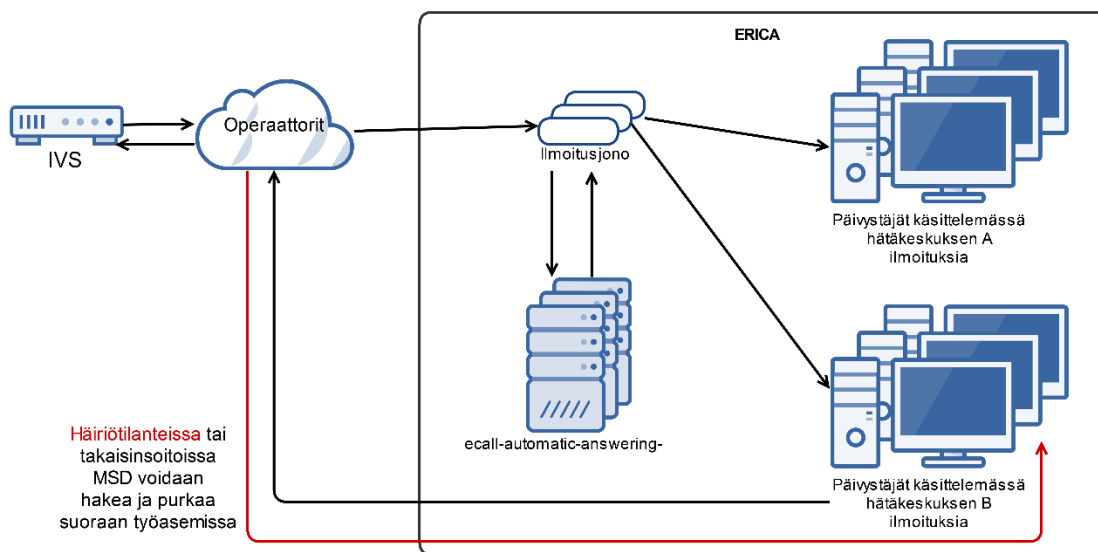 ERICA
Operaattorit
IVS
Ilmoitusjono
Päivystäjät käsittelemässä
hätäkeskuksen A
ilmoituksia
ecall-automatic-answering-
Häiriötilanteissa tai
takaisinsoitoissa
MSD voidaan
hakea ja purkaa
suoraan työasemissa
Päivystäjät käsittelemässä
hätäkeskuksen B
ilmoituksia